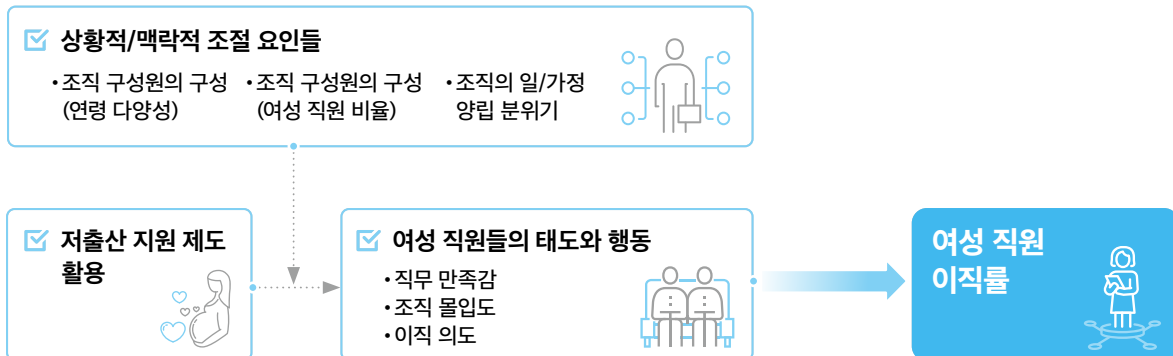 상황적/맥락적 조절 요인들
• 조직 구성원의 구성
(연령 다양성)
• 조직 구성원의 구성
(여성 직원 비율)
• 조직의 일/가정
양립 분위기
저출산 지원 제도
활용
여성 직원들의 태도와 행동
• 직무 만족감
• 조직 몰입도
• 이직 의도
여성 직원
이직률